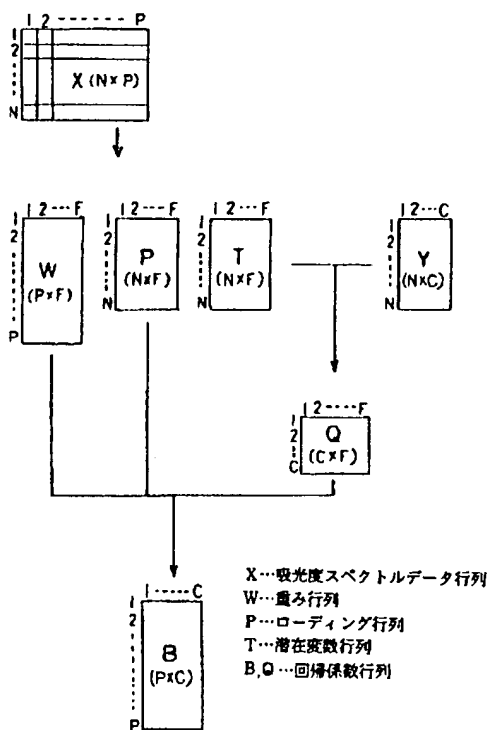 1 2 ------- P
1
2
N
X (N×P)
1 2 --- F
1 2 --- F
1 2 --- F
1 2 --- C
1
2
P
W
(P×F)
1
2
N
P
(N×F)
1
2
N
T
(N×F)
1
2
N
Y
(N×C)
1 2 ---- F
1
2
C
Q
(C×F)
1 ----- C
1
2
P
B
(P×C)
X…吸光度スペクトルデータ行列
W…重み行列
P…ローディング行列
T…潜在変数行列
B,Q…回帰係数行列